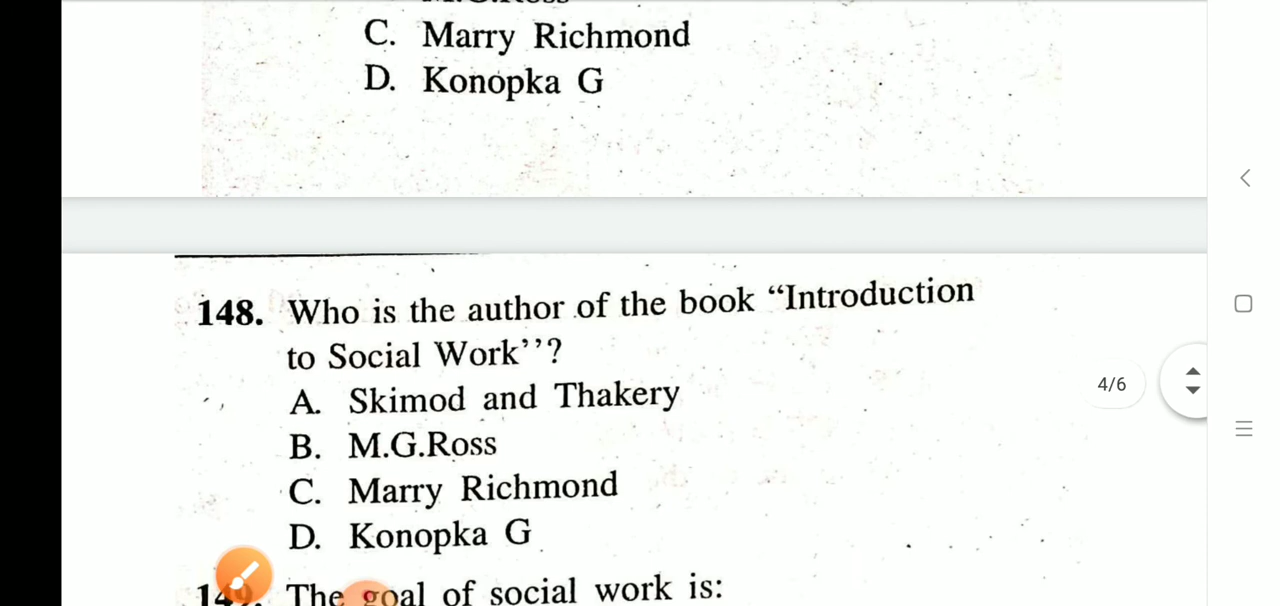 C. Marry Richmond
D. Konopka G
148. Who is the author of the book “Introduction
to Social Work’’?
A. Skimod and Thakery
B. M.G.Ross
C. Marry Richmond
D. Konopka G
4/6
149. The goal of social work is: